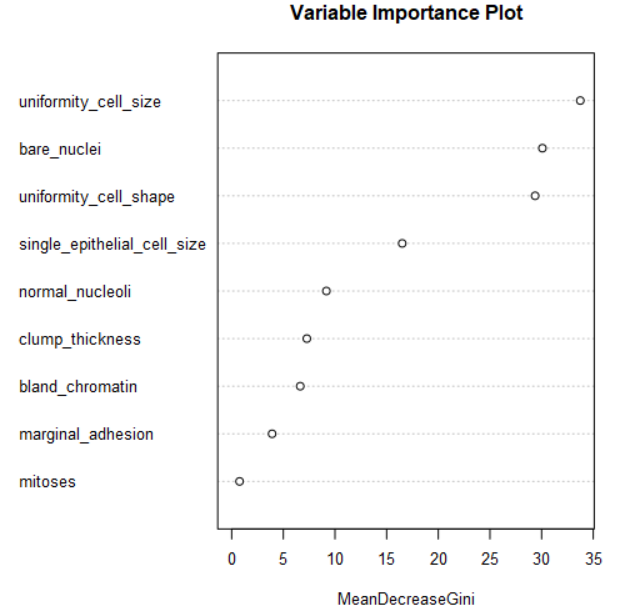 Variable Importance Plot
uniformity_cell_size
bare_nuclei
uniformity_cell_shape
single_epithelial_cell_size
normal_nucleoli
clump_thickness
bland_chromatin
marginal_adhesion
mitoses
0 5 10 15 20 25 30 35
MeanDecreaseGini